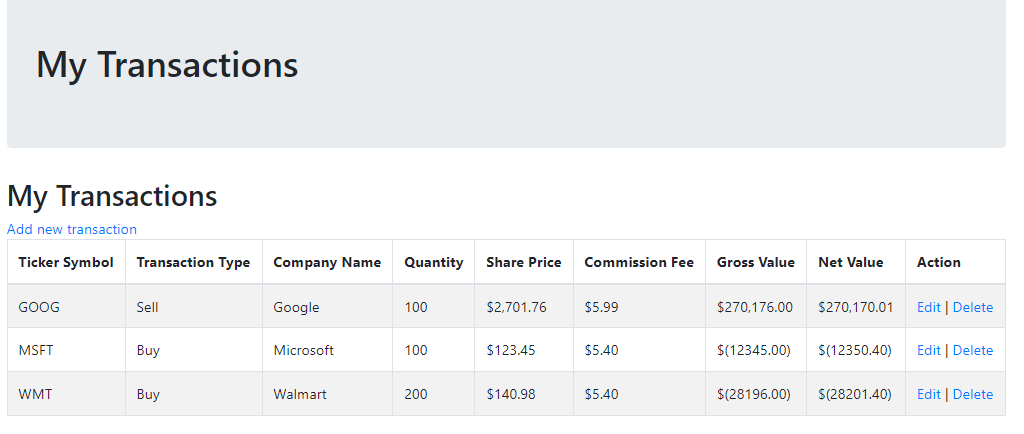 My Transactions
My Transactions
Add new transaction
Ticker Symbol Transaction Type Company Name Quantity Share Price Commission Fee Gross Value Net Value Action
GOOG Sell Google 100 $2,701.76 $5.99 $270,176.00 $270,170.01 Edit | Delete
MSFT Buy Microsoft 100 $123.45 $5.40 $(12345.00) $(12350.40) Edit | Delete
WMT Buy Walmart 200 $140.98 $5.40 $(28196.00) $(28201.40) Edit | Delete